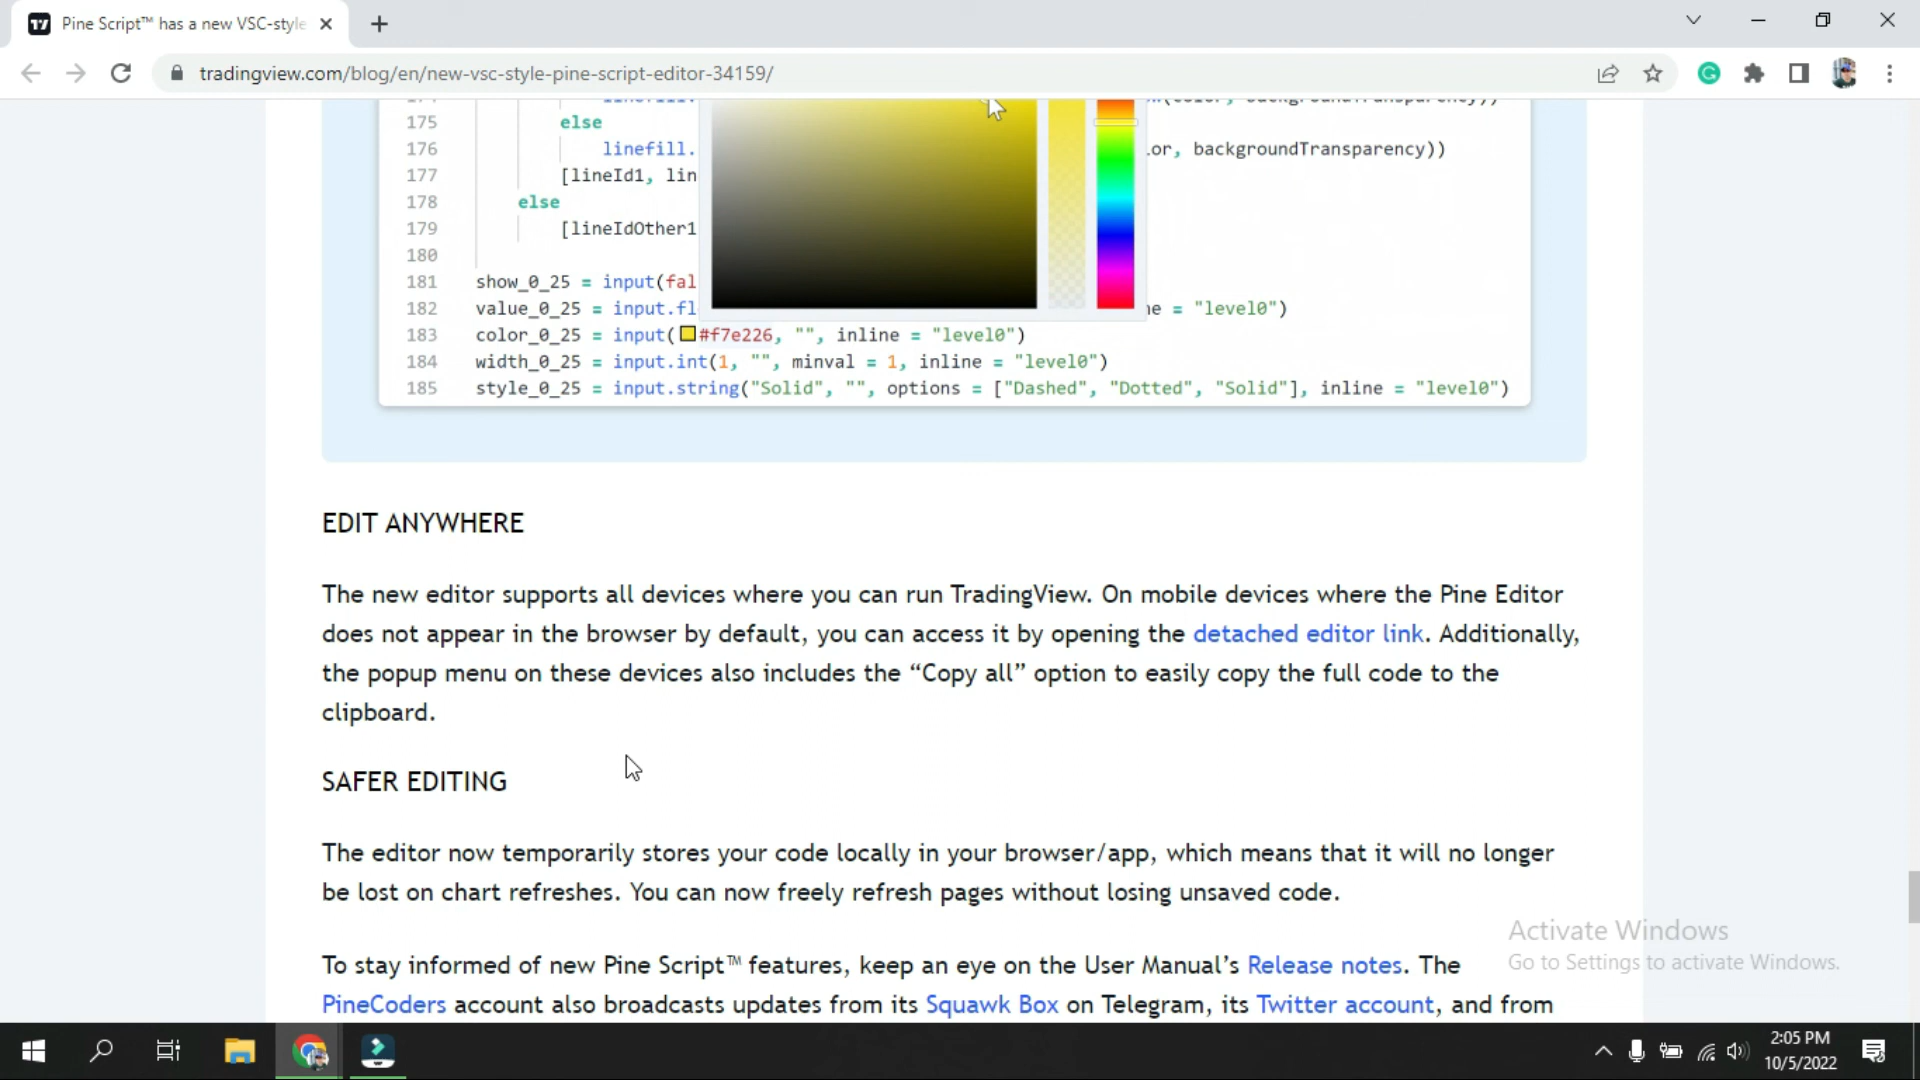 Pine Script™ has a new VSC-style
tradingview.com/blog/en/new-vsc-style-pine-script-editor-34159/
175 else
176 linefill. or, backgroundTransparency))
177 [lineId1, lin
178 else
179 [lineIdOther1
180
181 show_0_25 = input(fal
182 value_0_25 = input.fl ne = "level0")
183 color_0_25 = input( #f7e226, "", inline = "level0")
184 width_0_25 = input.int(1, "", minval = 1, inline = "level0")
185 style_0_25 = input.string("Solid", "", options = ["Dashed", "Dotted", "Solid"], inline = "level0")
EDIT ANYWHERE
The new editor supports all devices where you can run TradingView. On mobile devices where the Pine Editor
does not appear in the browser by default, you can access it by opening the detached editor link. Additionally,
the popup menu on these devices also includes the “Copy all” option to easily copy the full code to the
clipboard.
SAFER EDITING
The editor now temporarily stores your code locally in your browser/app, which means that it will no longer
be lost on chart refreshes. You can now freely refresh pages without losing unsaved code.
To stay informed of new Pine Script™ features, keep an eye on the User Manual’s Release notes. The
PineCoders account also broadcasts updates from its Squawk Box on Telegram, its Twitter account, and from
Activate Windows
Go to Settings to activate Windows.
2:05 PM
10/5/2022